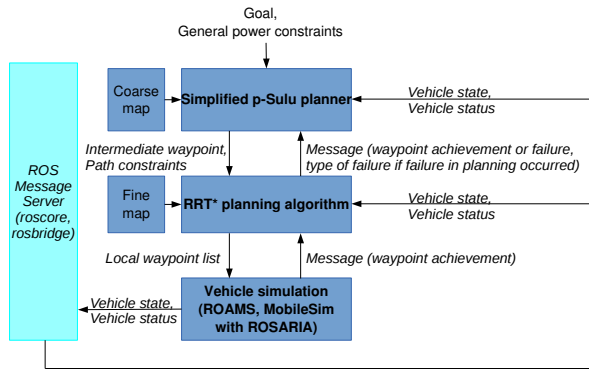 Goal,
General power constraints
Coarse
map
Simplified p-Sulu planner
Vehicle state,
Vehicle status
Intermediate waypoint,
Path constraints
Message (waypoint achievement or failure,
type of failure if failure in planning occurred)
ROS
Message
Server
(roscore,
rosbridge)
Fine
map
RRT* planning algorithm
Vehicle state,
Vehicle status
Local waypoint list
Message (waypoint achievement)
Vehicle state,
Vehicle status
Vehicle simulation
(ROAMS, MobileSim
with ROSARIA)